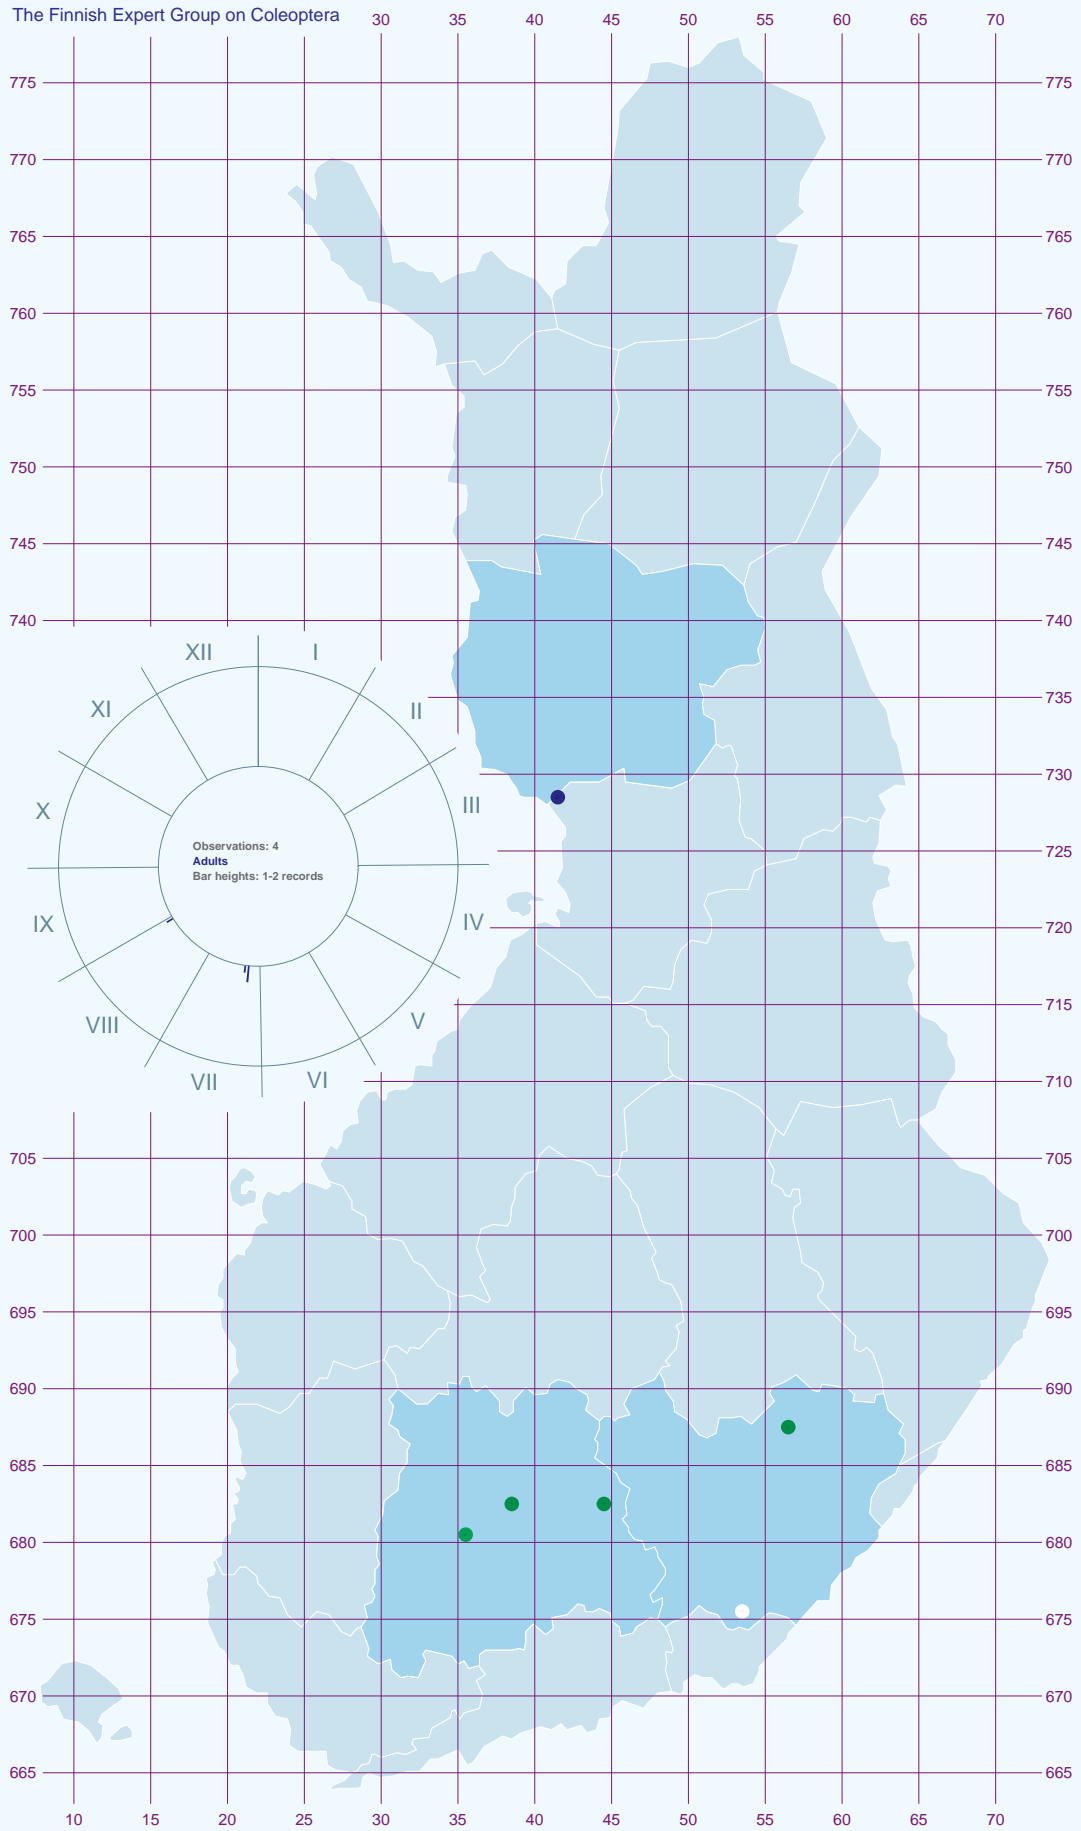 The Finnish Expert Group on Coleoptera
30 35 40 45 50 55 60 65 70
775 775
770 770
765 765
760 760
755 755
750 750
745 745
740 740
XII I
XI II
735
730
X III
Observations: 4
Adults
Bar heights: 1-2 records
725
IX IV
720
715
VIII V
VII VI
710
705 705
700 700
695 695
690 690
685 685
680 680
675 675
670 670
665 665
10 15 20 25 30 35 40 45 50 55 60 65 70